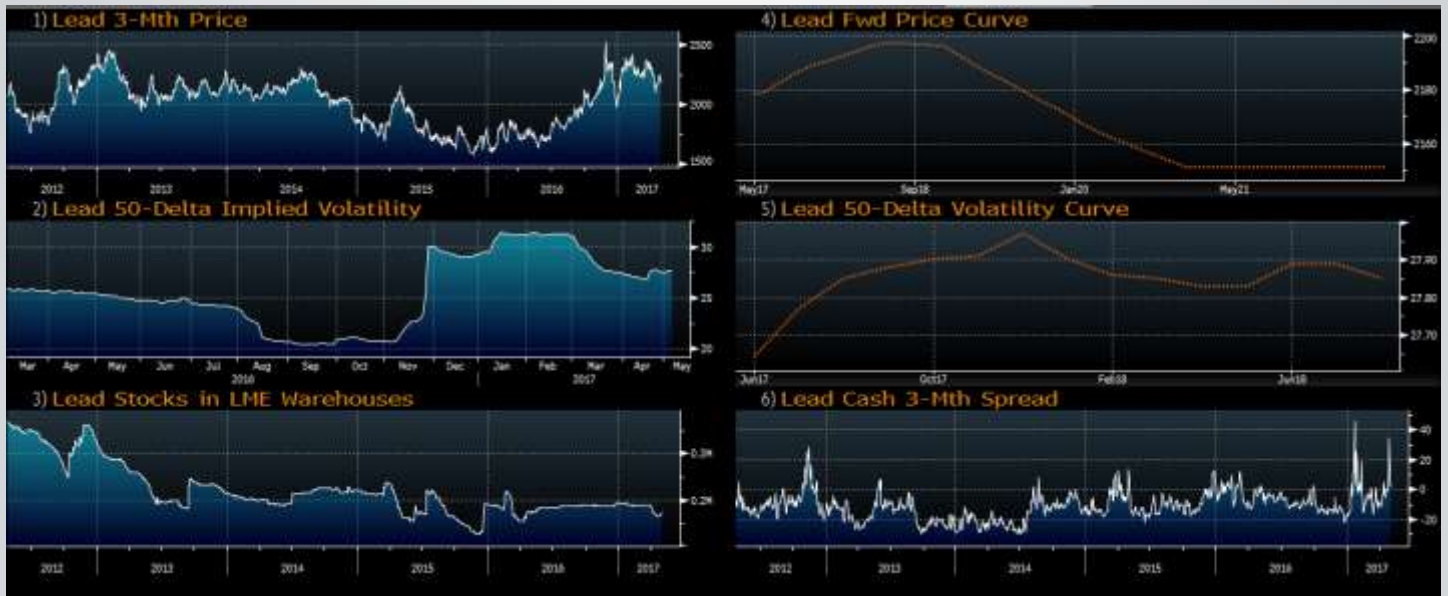 1) Lead 3-Mth Price
2500
2000
1500
2012 2013 2014 2015 2016 2017
2) Lead 50-Delta Implied Volatility
30
25
20
Mar Apr May Jun Jul Aug Sep Oct Nov Dec Jan Feb Mar Apr May
2016 2017
3) Lead Stocks in LME Warehouses
0.3M
0.2M
2012 2013 2014 2015 2016 2017
4) Lead Fwd Price Curve
2200
2180
2160
May17 Sep18 Jan20 May21
5) Lead 50-Delta Volatility Curve
27.90
27.80
27.70
Jun17 Oct17 Feb18 Jun18
6) Lead Cash 3-Mth Spread
40
20
0
-20
2012 2013 2014 2015 2016 2017